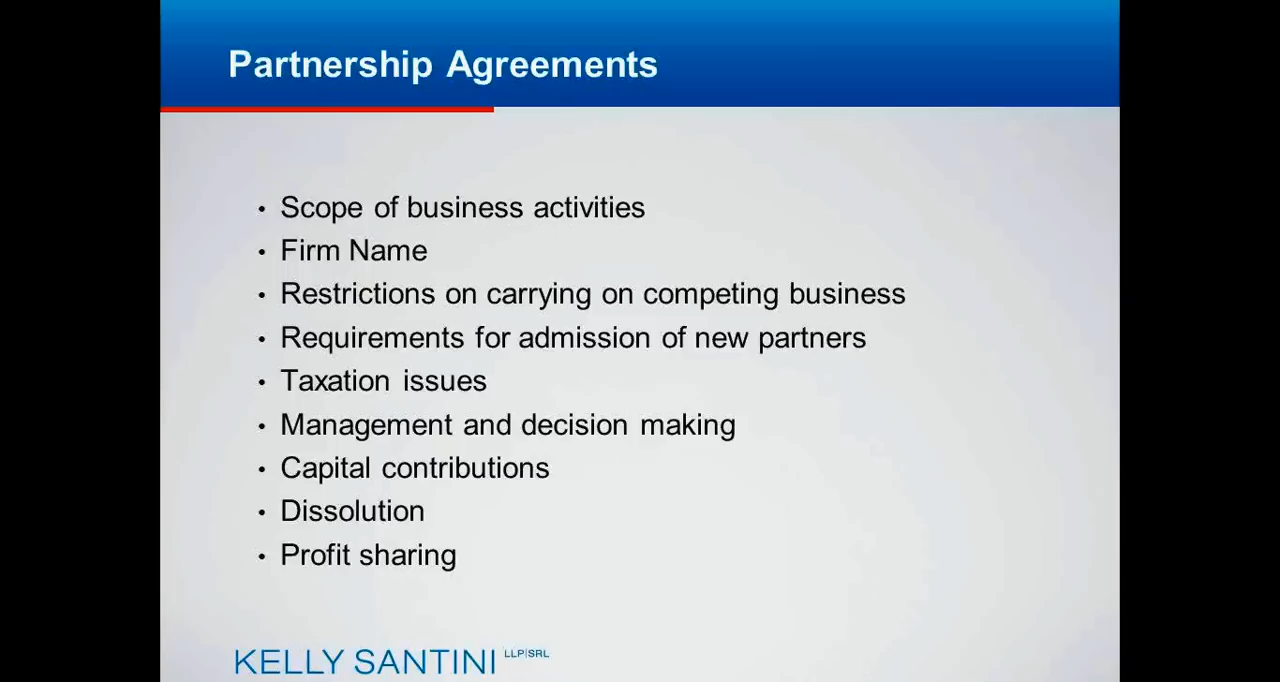 Partnership Agreements
• Scope of business activities
• Firm Name
• Restrictions on carrying on competing business
• Requirements for admission of new partners
• Taxation issues
• Management and decision making
• Capital contributions
• Dissolution
• Profit sharing
KELLY SANTINI LLP|SRL